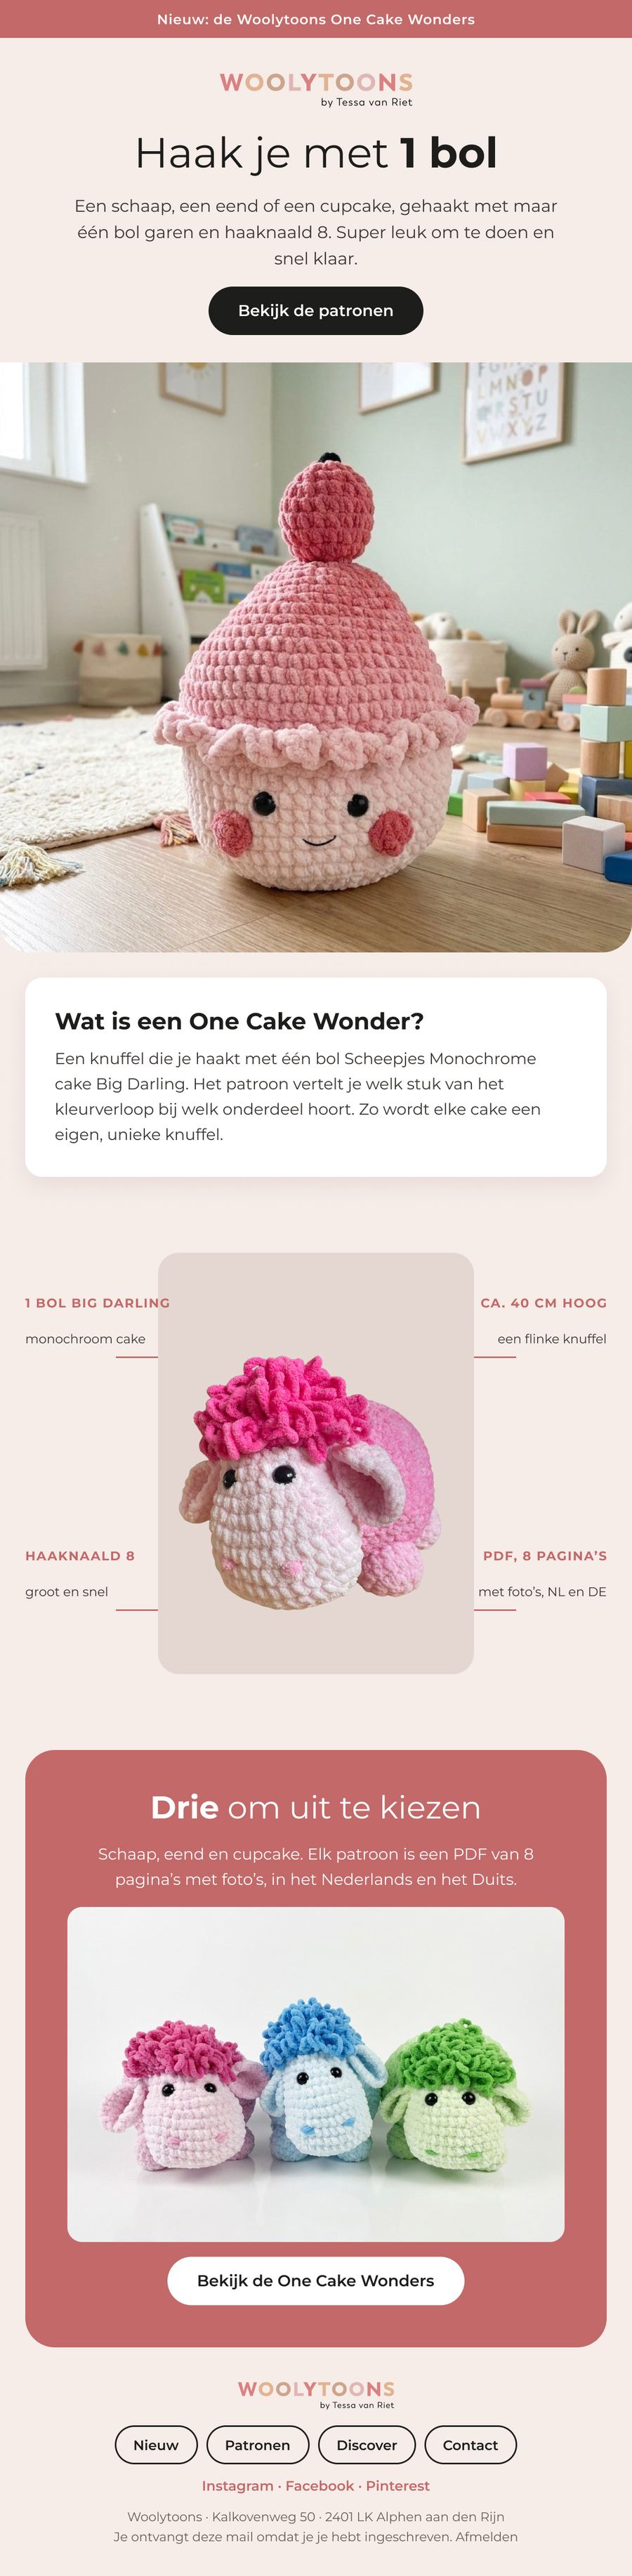 Nieuw: de Woolytoons One Cake Wonders
WOOLYTOONS
by Tessa van Riet
Haak je met 1 bol
Een schaap, een eend of een cupcake, gehaakt met maar
één bol garen en haaknaald 8. Super leuk om te doen en
snel klaar.
Bekijk de patronen
Wat is een One Cake Wonder?
Een knuffel die je haakt met één bol Scheepjes Monochrome
cake Big Darling. Het patroon vertelt je welk stuk van het
kleurverloop bij welk onderdeel hoort. Zo wordt elke cake een
eigen, unieke knuffel.
1 BOL BIG DARLING
monochroom cake
CA. 40 CM HOOG
een flinke knuffel
HAAKNAALD 8
groot en snel
PDF, 8 PAGINA’S
met foto’s, NL en DE
Drie om uit te kiezen
Schaap, eend en cupcake. Elk patroon is een PDF van 8
pagina’s met foto’s, in het Nederlands en het Duits.
Bekijk de One Cake Wonders
WOOLYTOONS
by Tessa van Riet
Nieuw
Patronen
Discover
Contact
Instagram · Facebook · Pinterest
Woolytoons · Kalkovenweg 50 · 2401 LK Alphen aan den Rijn
Je ontvangt deze mail omdat je je hebt ingeschreven. Afmelden